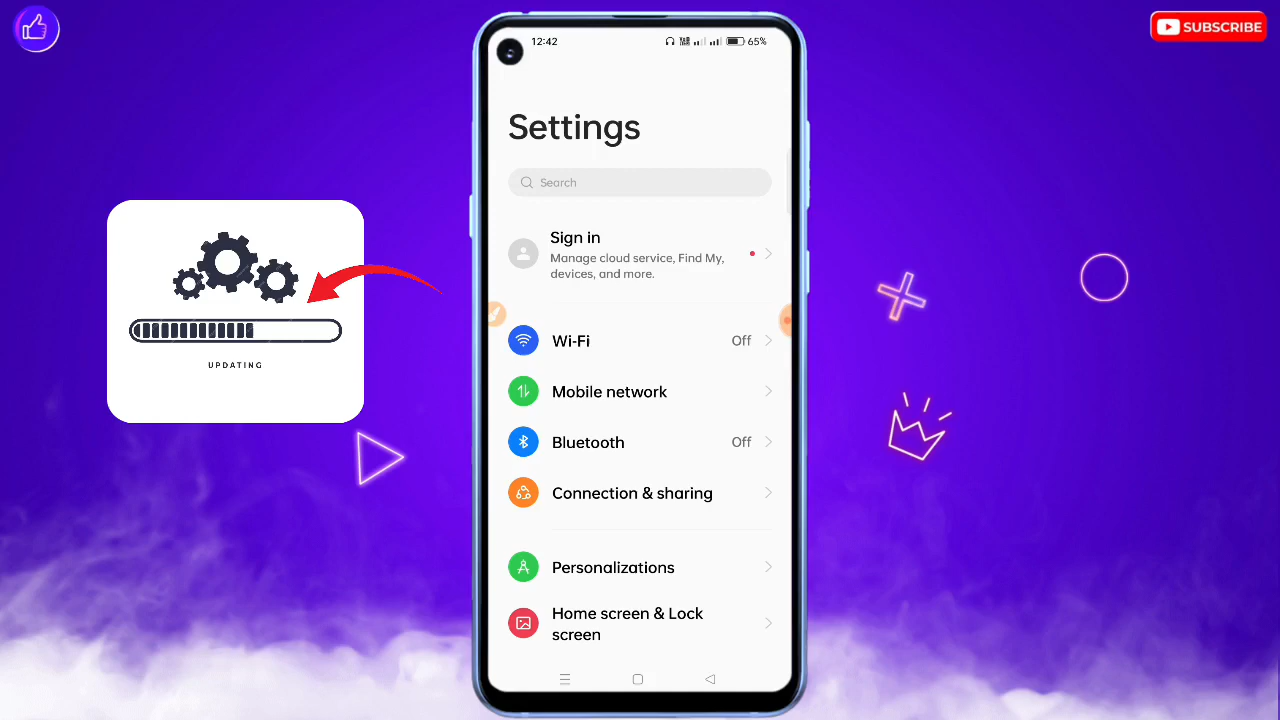 SUBSCRIBE
12:42
65%
Settings
Search
Sign in
Manage cloud service, Find My,
devices, and more.
Wi-Fi Off
Mobile network
Bluetooth Off
Connection & sharing
Personalizations
Home screen & Lock
screen
UPDATING